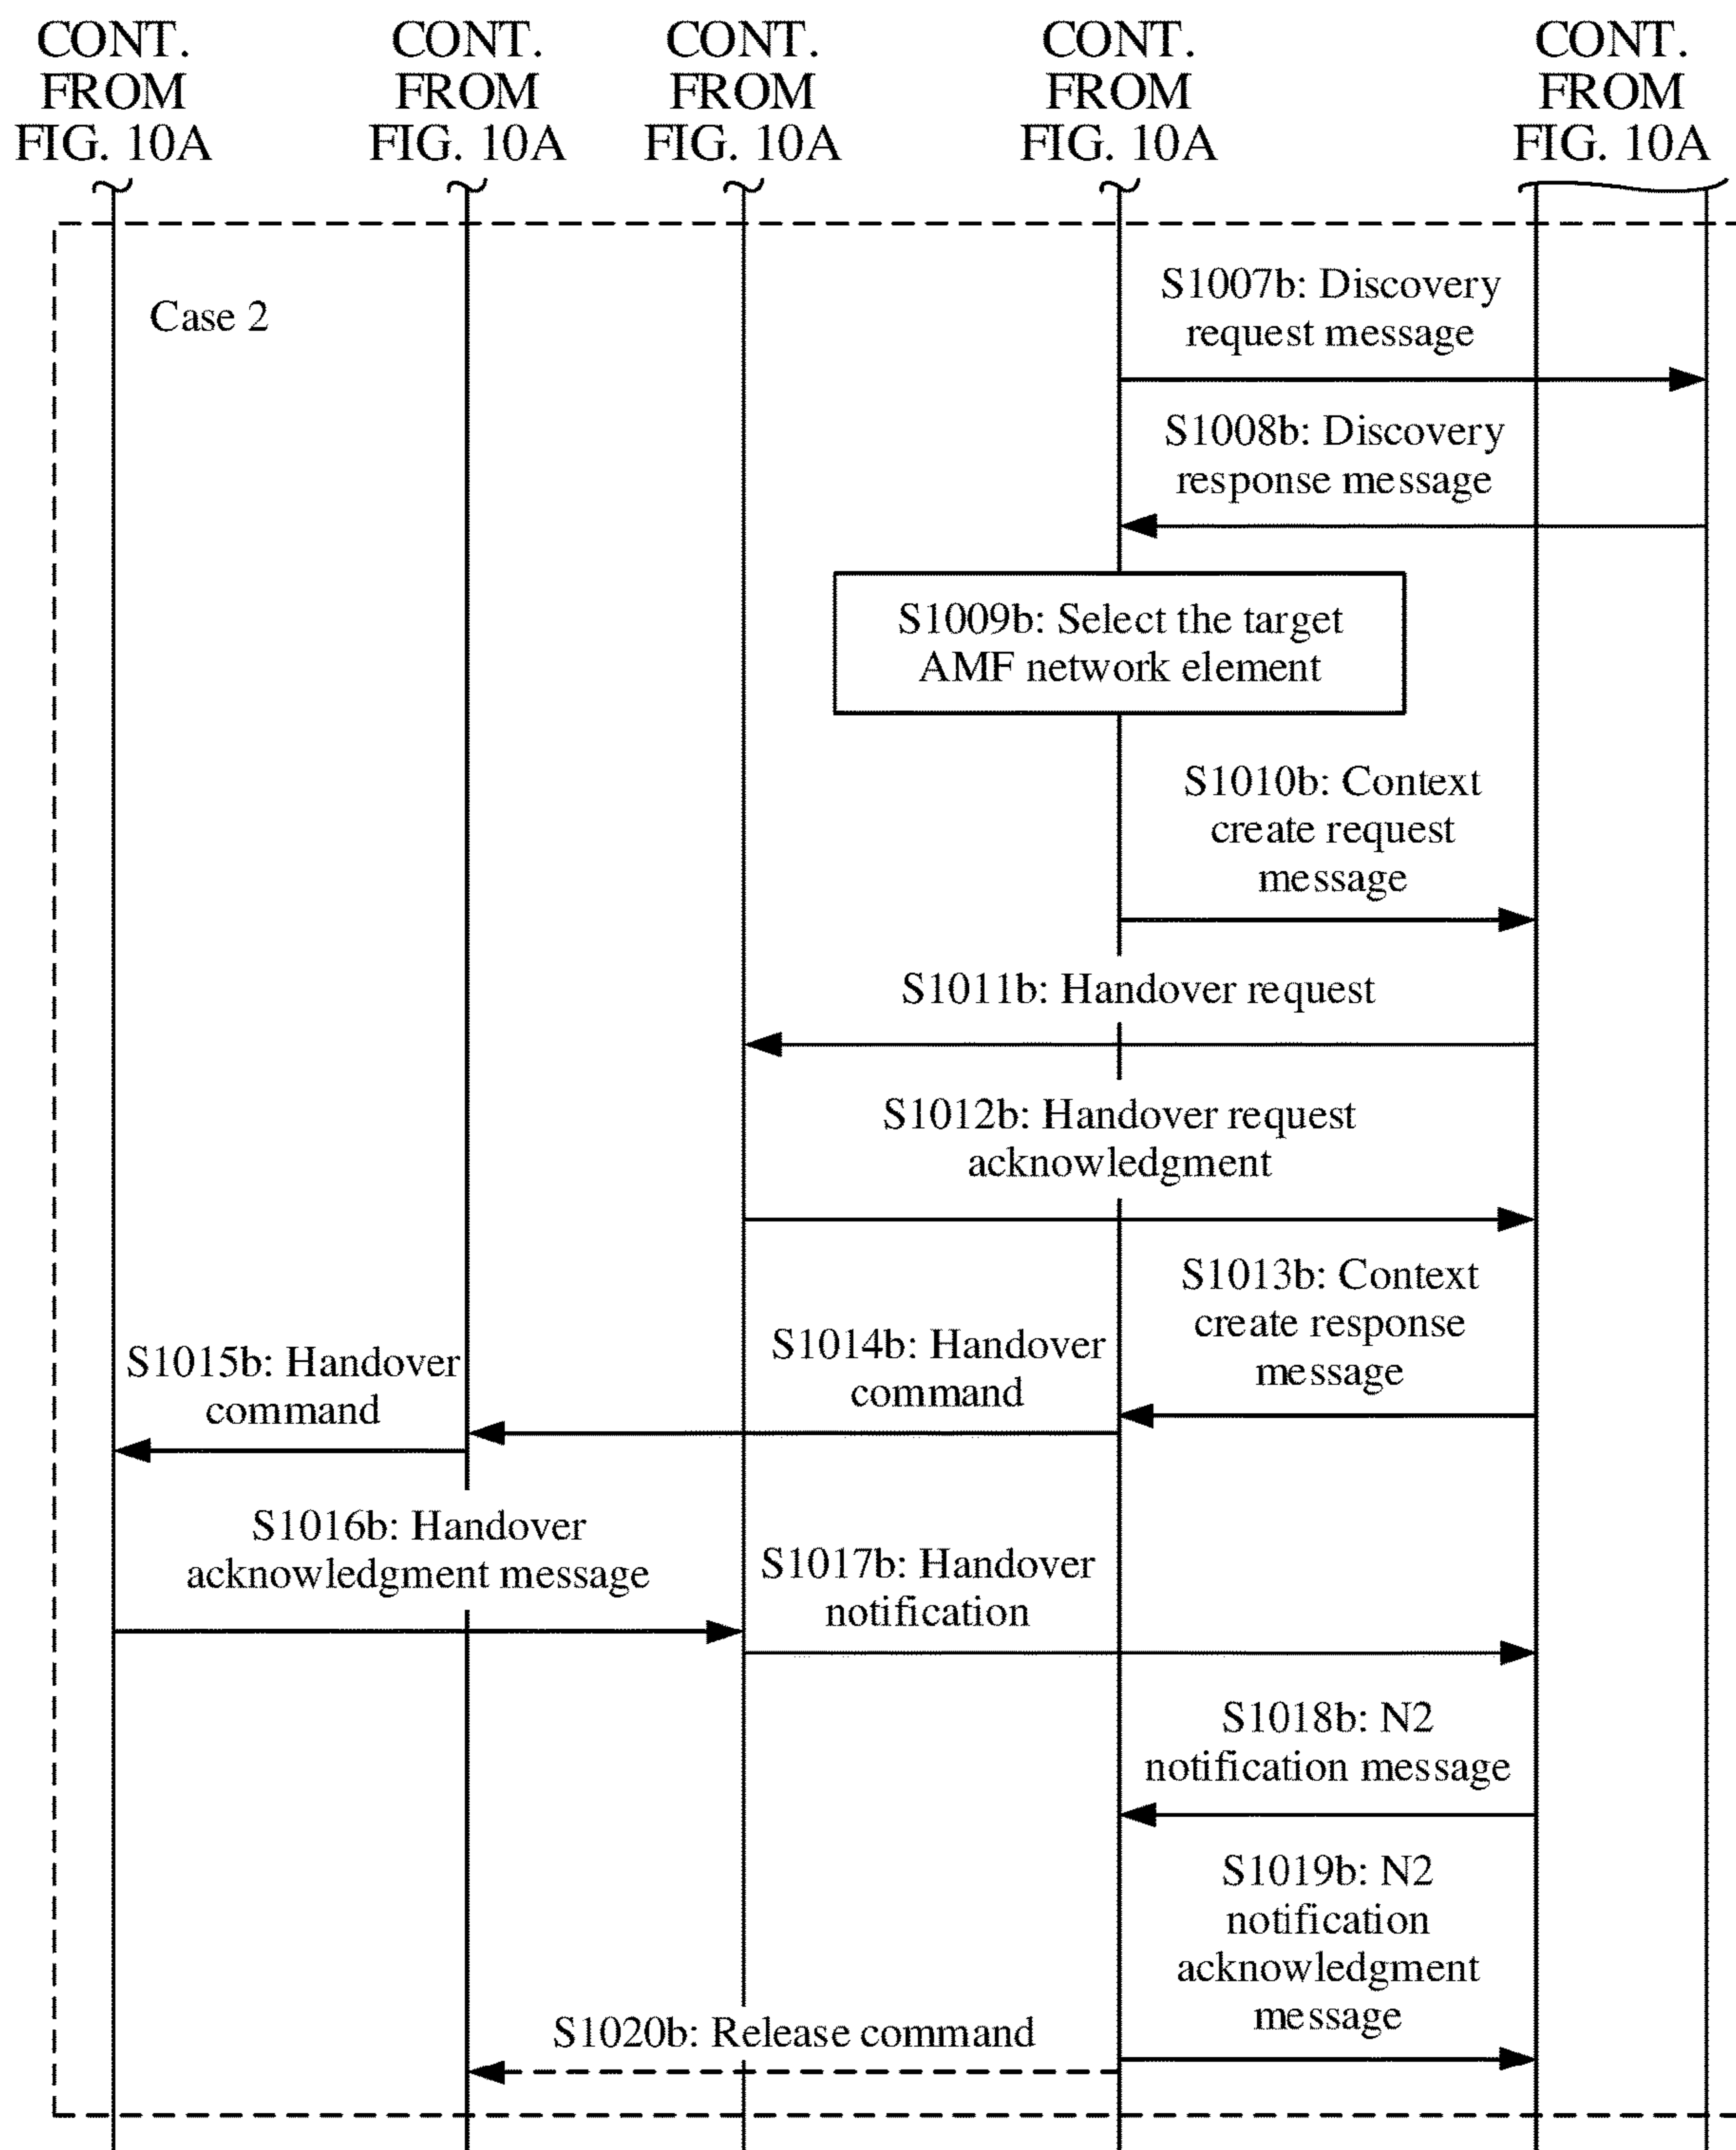 CONT.
FROM
FIG. 10A
CONT.
FROM
FIG. 10A
CONT.
FROM
FIG. 10A
CONT.
FROM
FIG. 10A
CONT.
FROM
FIG. 10A
Case 2
S1007b: Discovery
request message
S1008b: Discovery
response message
S1009b: Select the target
AMF network element
S1010b: Context
create request
message
S1011b: Handover request
S1012b: Handover request
acknowledgment
S1013b: Context
create response
message
S1014b: Handover
command
S1015b: Handover
command
S1016b: Handover
acknowledgment message
S1017b: Handover
notification
S1018b: N2
notification message
S1019b: N2
notification
acknowledgment
message
S1020b: Release command